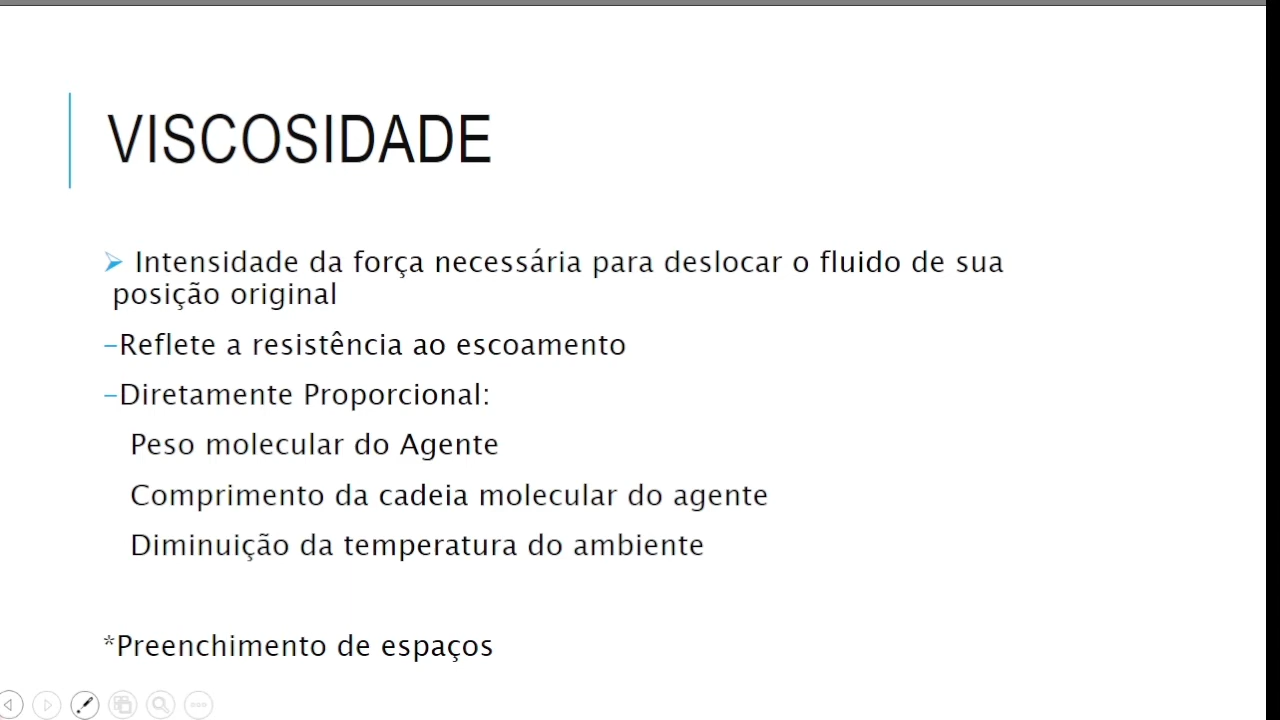 VISCOSIDADE
➢ Intensidade da força necessária para deslocar o fluido de sua
posição original
–Reflete a resistência ao escoamento
–Diretamente Proporcional:
Peso molecular do Agente
Comprimento da cadeia molecular do agente
Diminuição da temperatura do ambiente
*Preenchimento de espaços